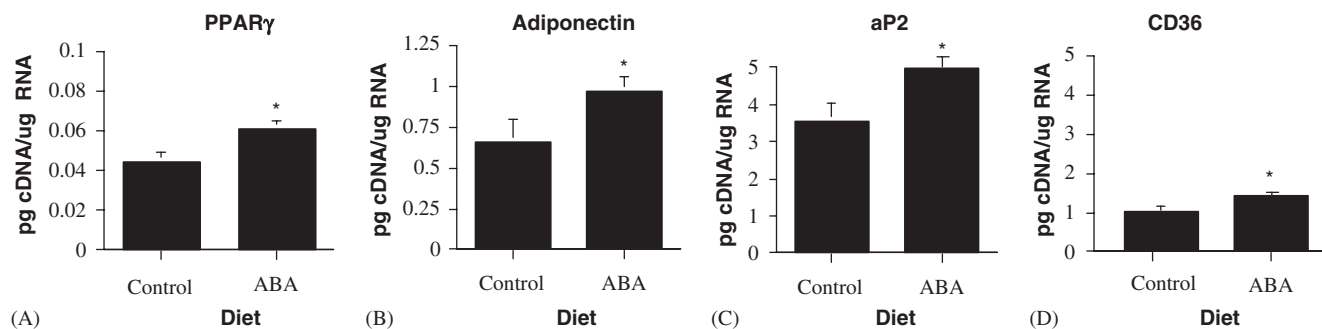 PPARγ
pg cDNA/ug RNA
0.1
0.08
0.06
0.04
0.02
0
*
Control
ABA
(A)
Diet
Adiponectin
pg cDNA/ug RNA
1.25
1
0.75
0.5
0.25
0
*
Control
ABA
(B)
Diet
aP2
pg cDNA/ug RNA
5
4
3
2
1
0
*
Control
ABA
(C)
Diet
CD36
pg cDNA/ug RNA
5
4
5
2
1
0
*
Control
ABA
(D)
Diet